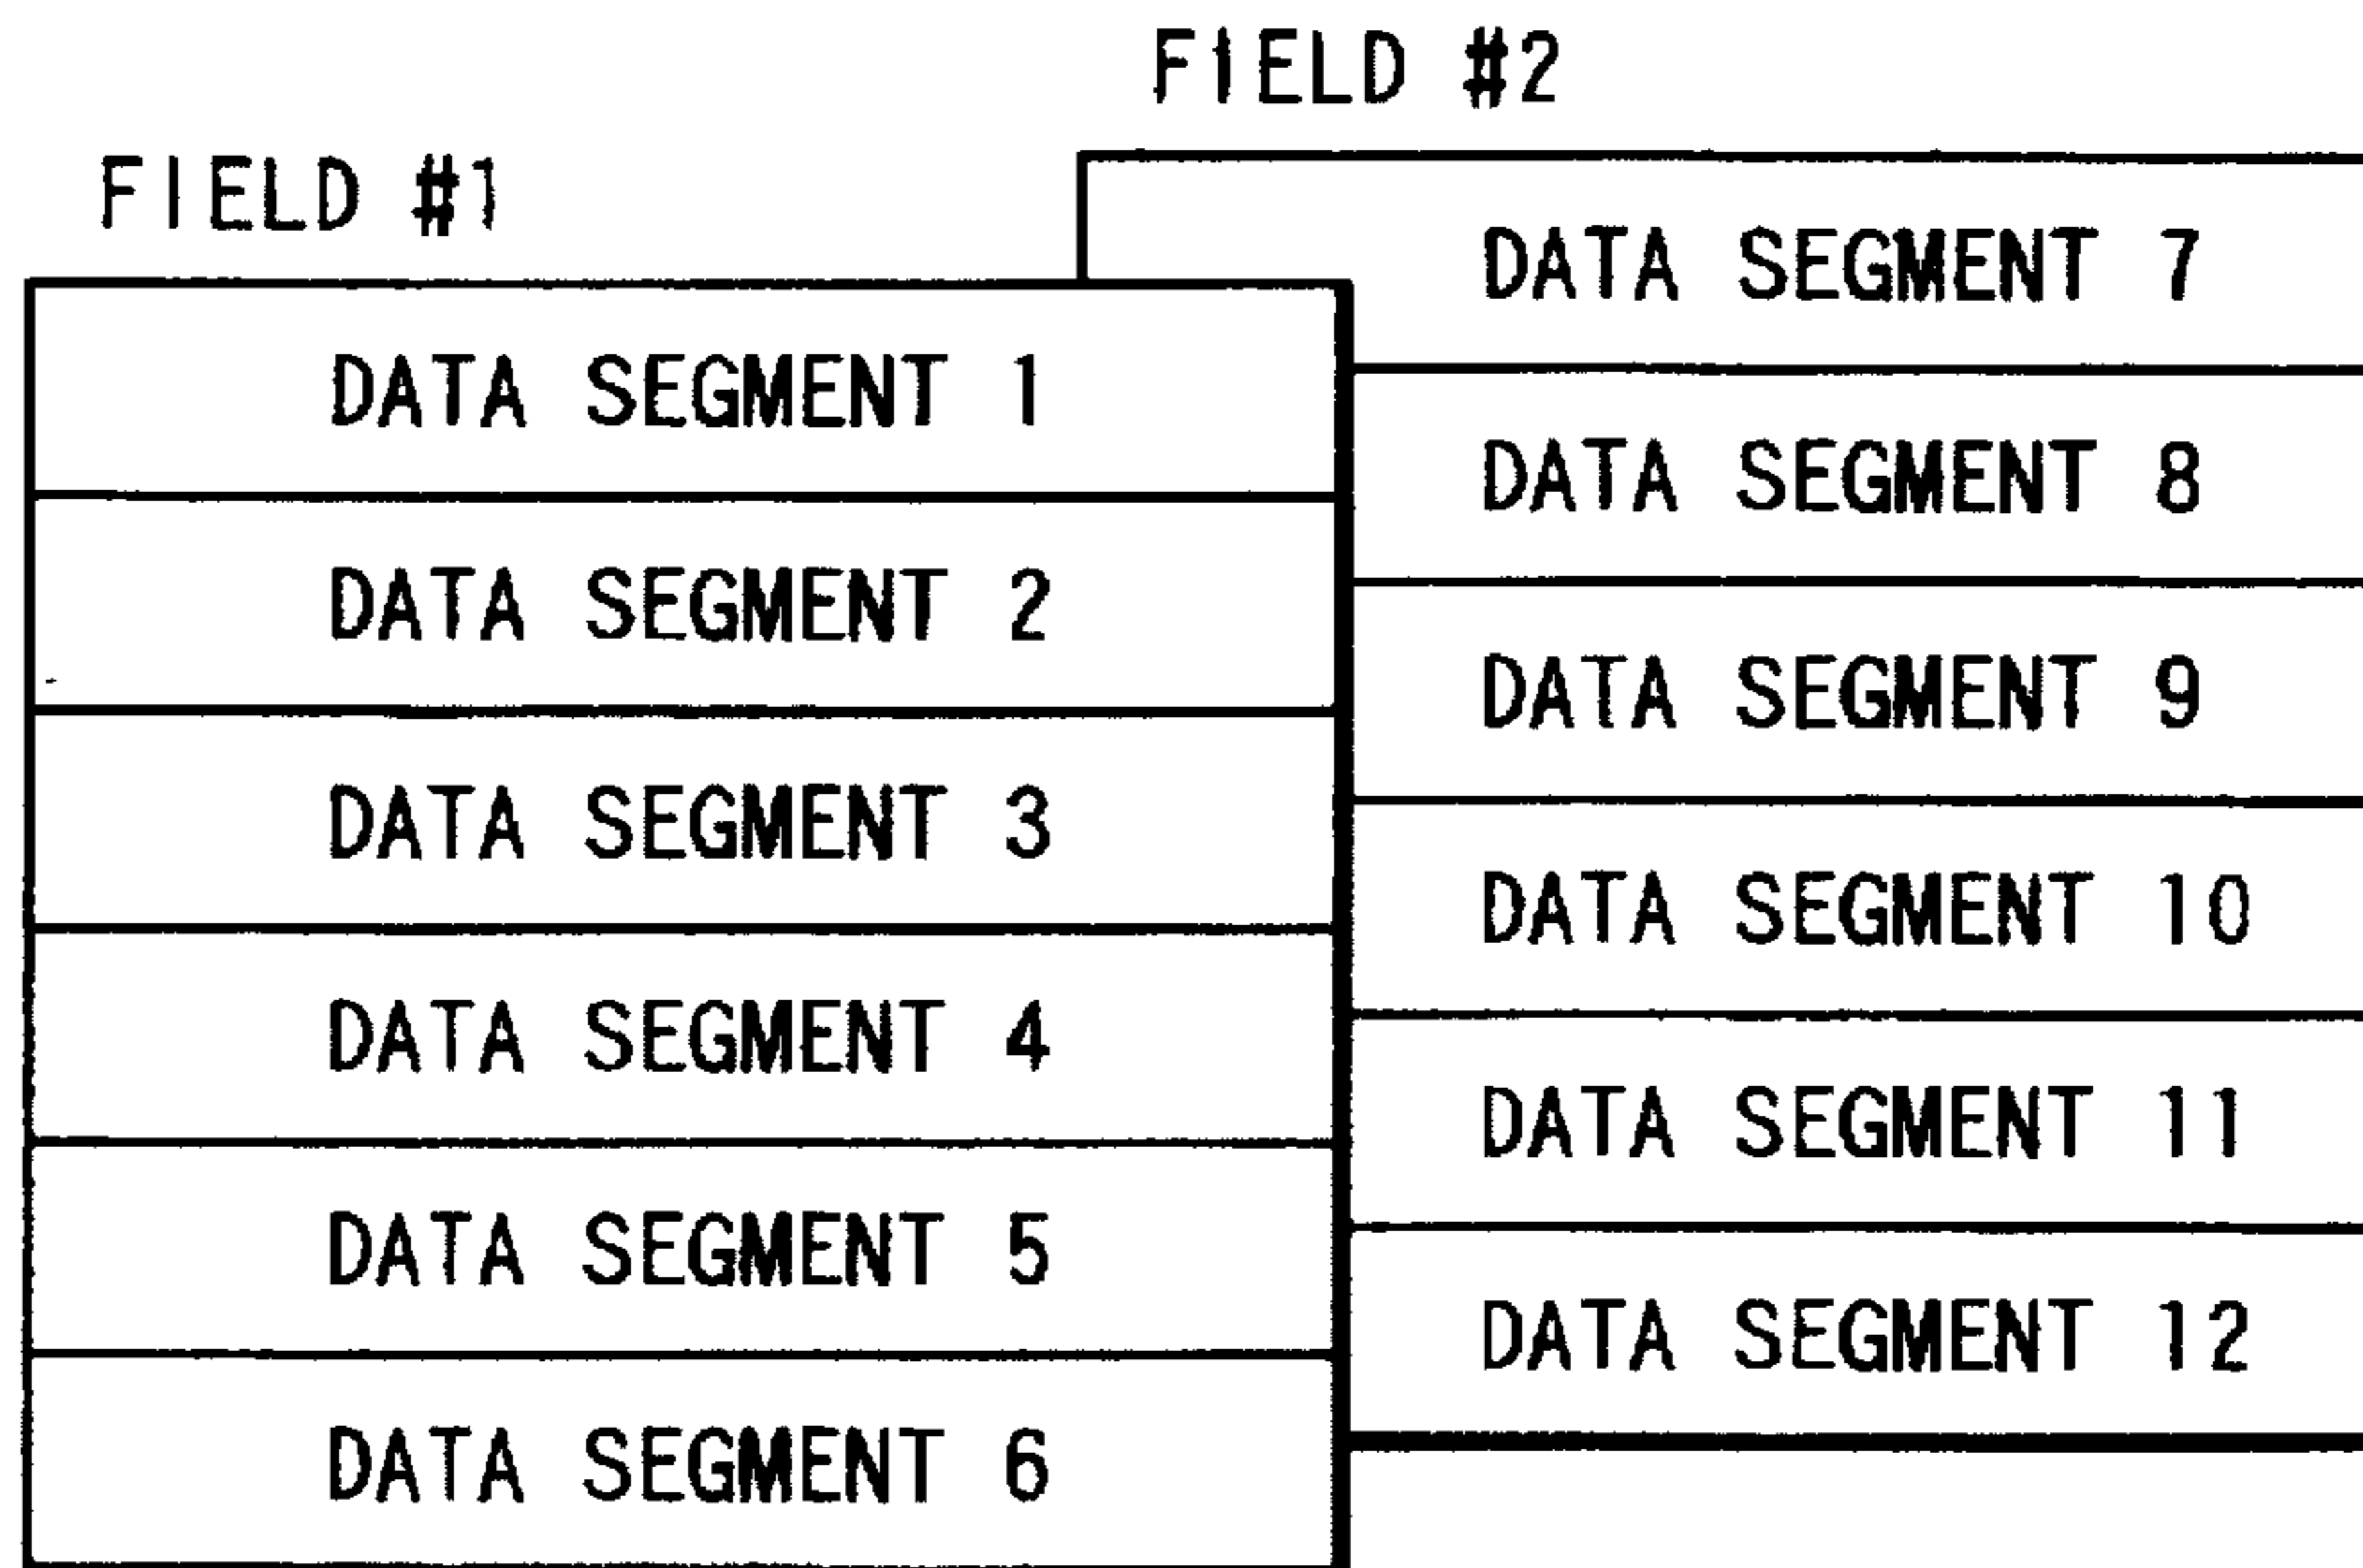 FIELD #1
DATA SEGMENT 1
DATA SEGMENT 2
DATA SEGMENT 3
DATA SEGMENT 4
DATA SEGMENT 5
DATA SEGMENT 6
FIELD #2
DATA SEGMENT 7
DATA SEGMENT 8
DATA SEGMENT 9
DATA SEGMENT 10
DATA SEGMENT 11
DATA SEGMENT 12